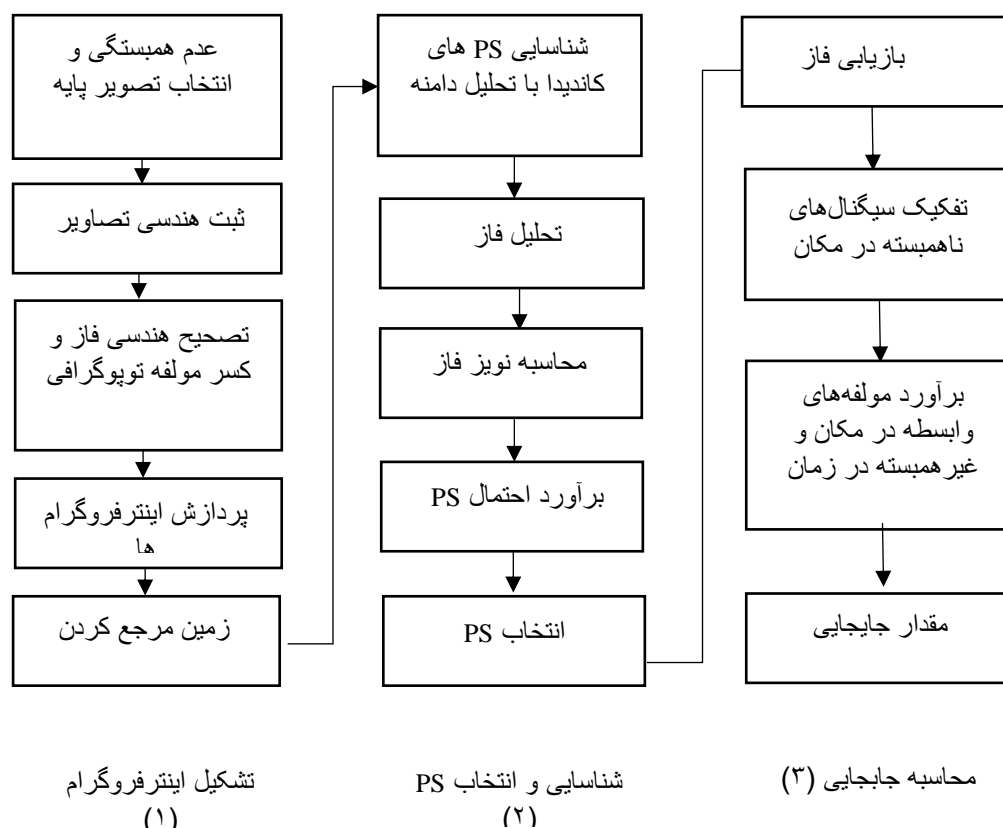 عدم همبستگی و
انتخاب تصویر پایه
ثبت هندسی تصاویر
تصحیح هندسی فاز و
کسر مولفه توپوگرافی
پردازش اینترفروگرام
ها
زمین مرجع کردن
تشکیل اینترفروگرام
(۱)
شناسایی PS های
کاندیدا با تحلیل دامنه
تحلیل فاز
محاسبه نویز فاز
برآورد احتمال PS
انتخاب PS
شناسایی و انتخاب PS
(۲)
بازیابی فاز
تفکیک سیگنال‌های
ناهمبسته در مکان
برآورد مولفه‌های
وابسطه در مکان و
غیرهمبسته در زمان
مقدار جابجایی
محاسبه جابجایی (۳)